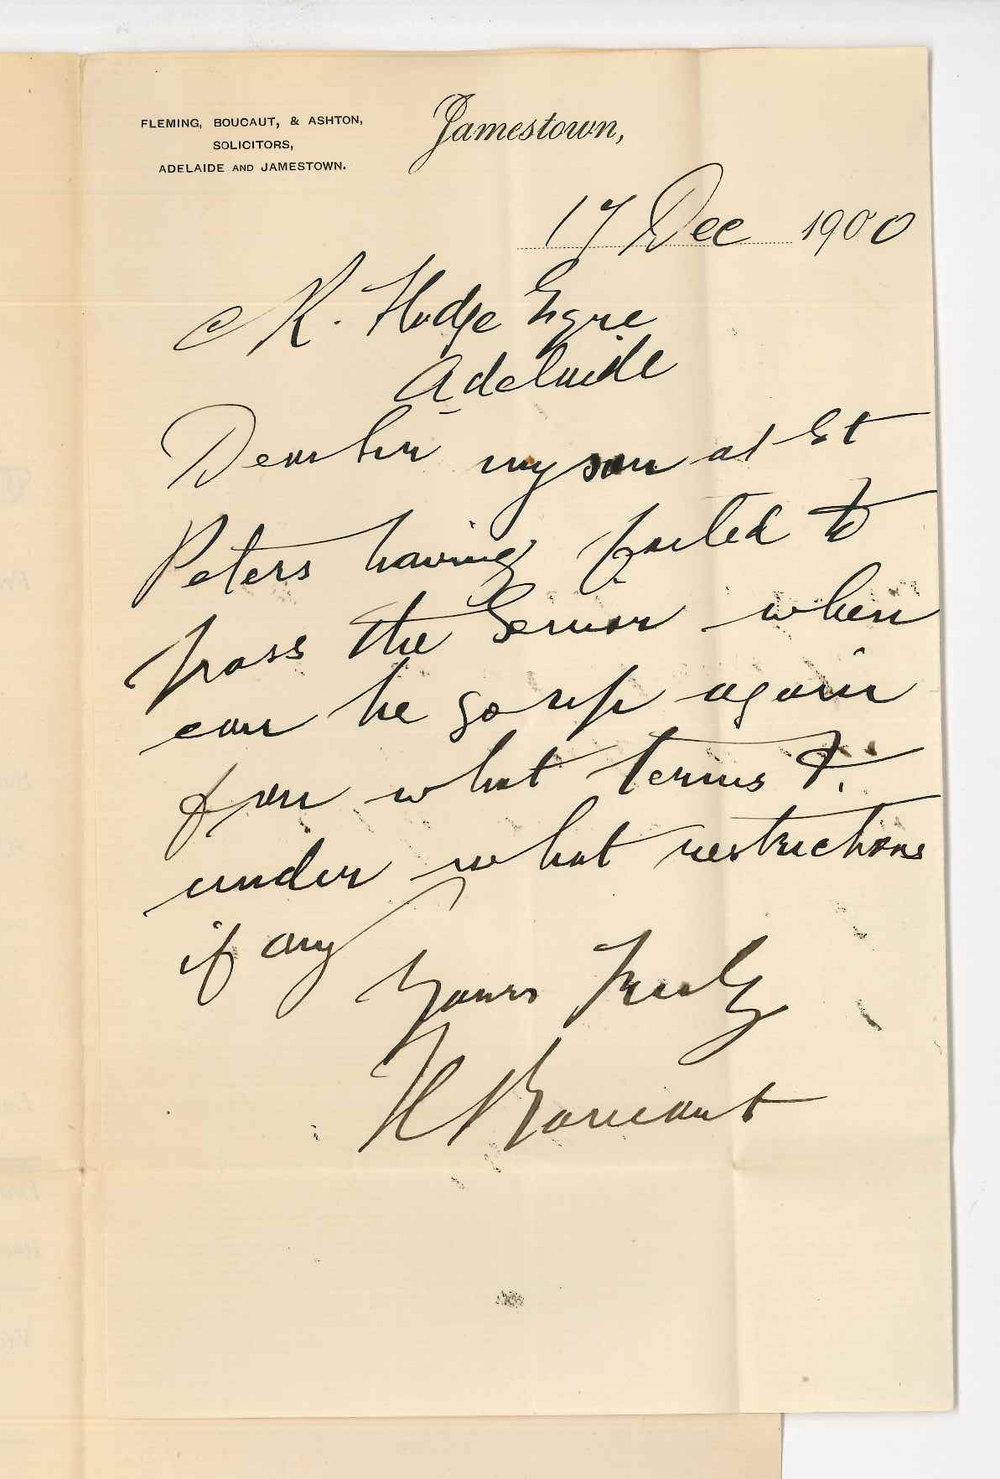 FLEMING, BOUCAUT, & ASHTON,
SOLICITORS,
ADELAIDE AND JAMESTOWN.
Jamestown,
17 Dec 1900
Hodge Esqre
Adelaide
Dear Sir my son at St
Peters having failed to
pass the Senior when
can he go up again
& on what terms &
under what restrictions
if any
Yours Truly
H Boucaut